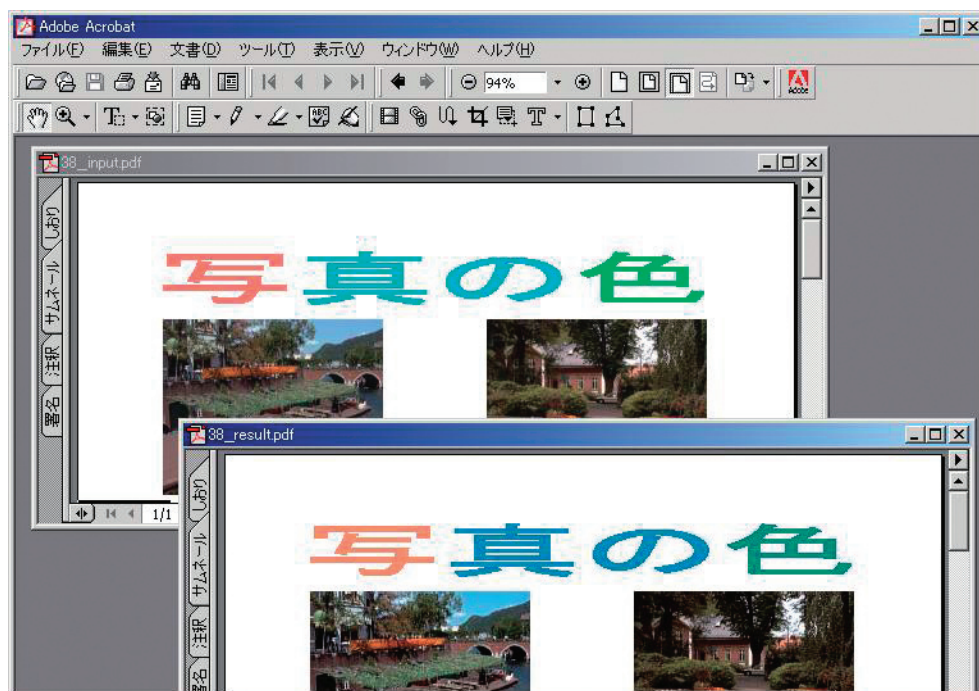 Adobe Acrobat
ファイル(F) 編集(E) 文書(D) ツール(T) 表示(V) ウィンドウ(W) ヘルプ(H)
94%
Adobe
38_input.pdf
しおり
サムネール
注釈
署名
写真の色
1/1
38_result.pdf
しおり
サムネール
注釈
署名
写真の色